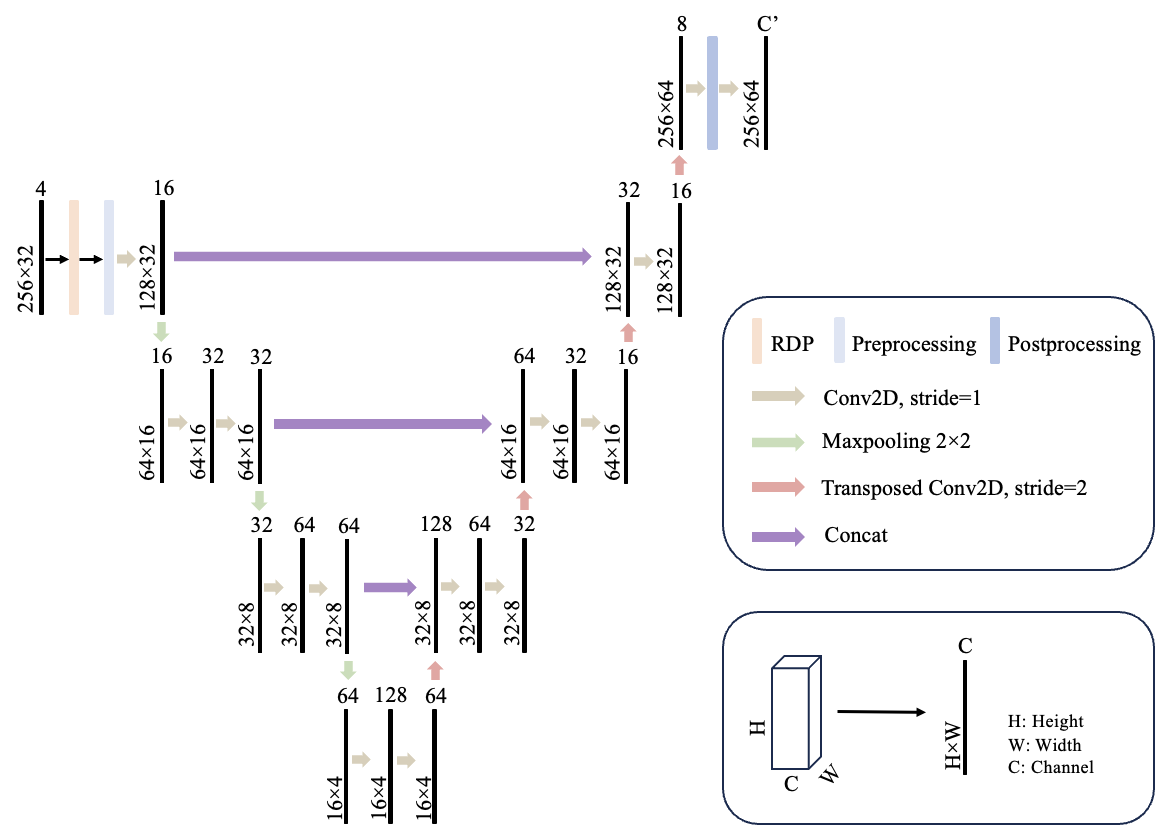 8 C’
256×64 256×64
4 16 32 16
256×32 128×32 128×32 128×32
16 32 32 64 32 16
64×16 64×16 64×16 64×16 64×16 64×16
32 64 64 128 64 32
32×8 32×8 32×8 32×8 32×8 32×8
64 128 64
16×4 16×4 16×4
RDP Preprocessing Postprocessing
Conv2D, stride=1
Maxpooling 2×2
Transposed Conv2D, stride=2
Concat
C
H
H×W
C W
H: Height
W: Width
C: Channel